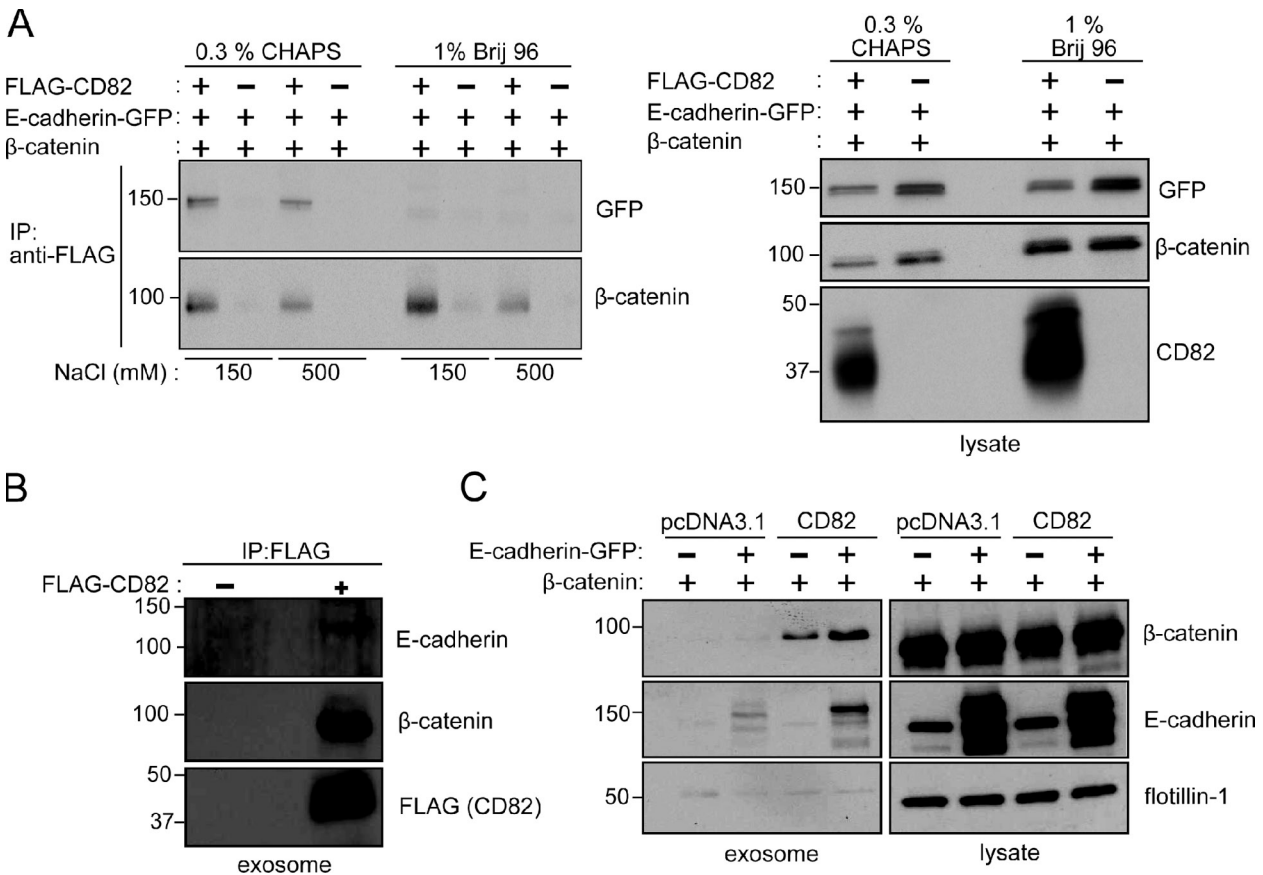 A
0.3 % CHAPS 1% Brij 96
FLAG-CD82 : + − + − + − + −
E-cadherin-GFP: + + + + + + + +
β-catenin : + + + + + + + +
IP:
anti-FLAG
150 GFP
100 β-catenin
NaCl (mM) : 150 500 150 500
0.3 % CHAPS 1 % Brij 96
FLAG-CD82 : + − + −
E-cadherin-GFP: + + + +
β-catenin : + + + +
150 GFP
100 β-catenin
50
37 CD82
lysate
B
IP:FLAG
FLAG-CD82 : − +
150
E-cadherin
100
100 β-catenin
50
FLAG (CD82)
37
exosome
C
pcDNA3.1 CD82 pcDNA3.1 CD82
E-cadherin-GFP: − + − + − + − +
β-catenin: + + + + + + + +
100 β-catenin
150 E-cadherin
50 flotillin-1
exosome lysate